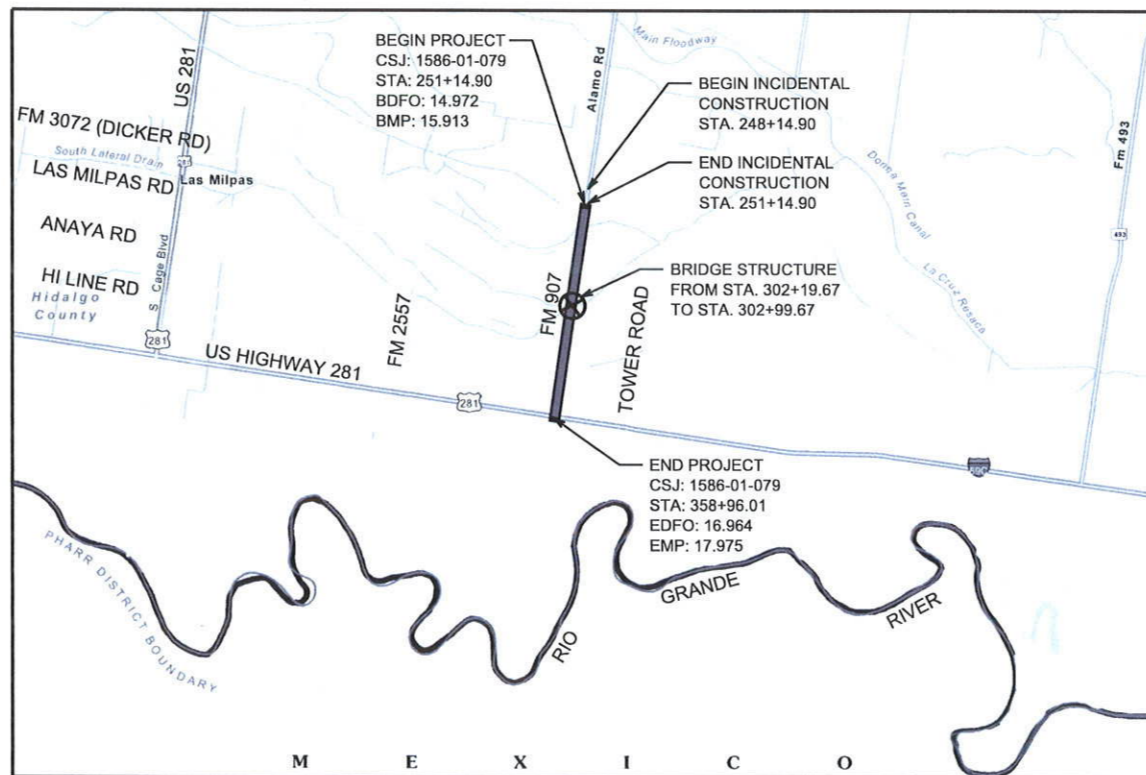 BEGIN PROJECT
CSJ: 1586-01-079
STA: 251+14.90
BDFO: 14.972
BMP: 15.913
Main Floodway
Alamo Rd
BEGIN INCIDENTAL
CONSTRUCTION
STA. 248+14.90
END INCIDENTAL
CONSTRUCTION
STA. 251+14.90
US 281
FM 3072 (DICKER RD)
South Lateral Drain
LAS MILPAS RD
Las Milpas
ANAYA RD
HI LINE RD
S Cage Blvd
Hidalgo
County
281
US HIGHWAY 281
FM 2557
281
FM 907
BRIDGE STRUCTURE
FROM STA. 302+19.67
TO STA. 302+99.67
TOWER ROAD
Donna Main Canal
La Cruz Resaca
Fm 493
493
END PROJECT
CSJ: 1586-01-079
STA: 358+96.01
EDFO: 16.964
EMP: 17.975
PHARR DISTRICT BOUNDARY
RIO
GRANDE
RIVER
MEXICO